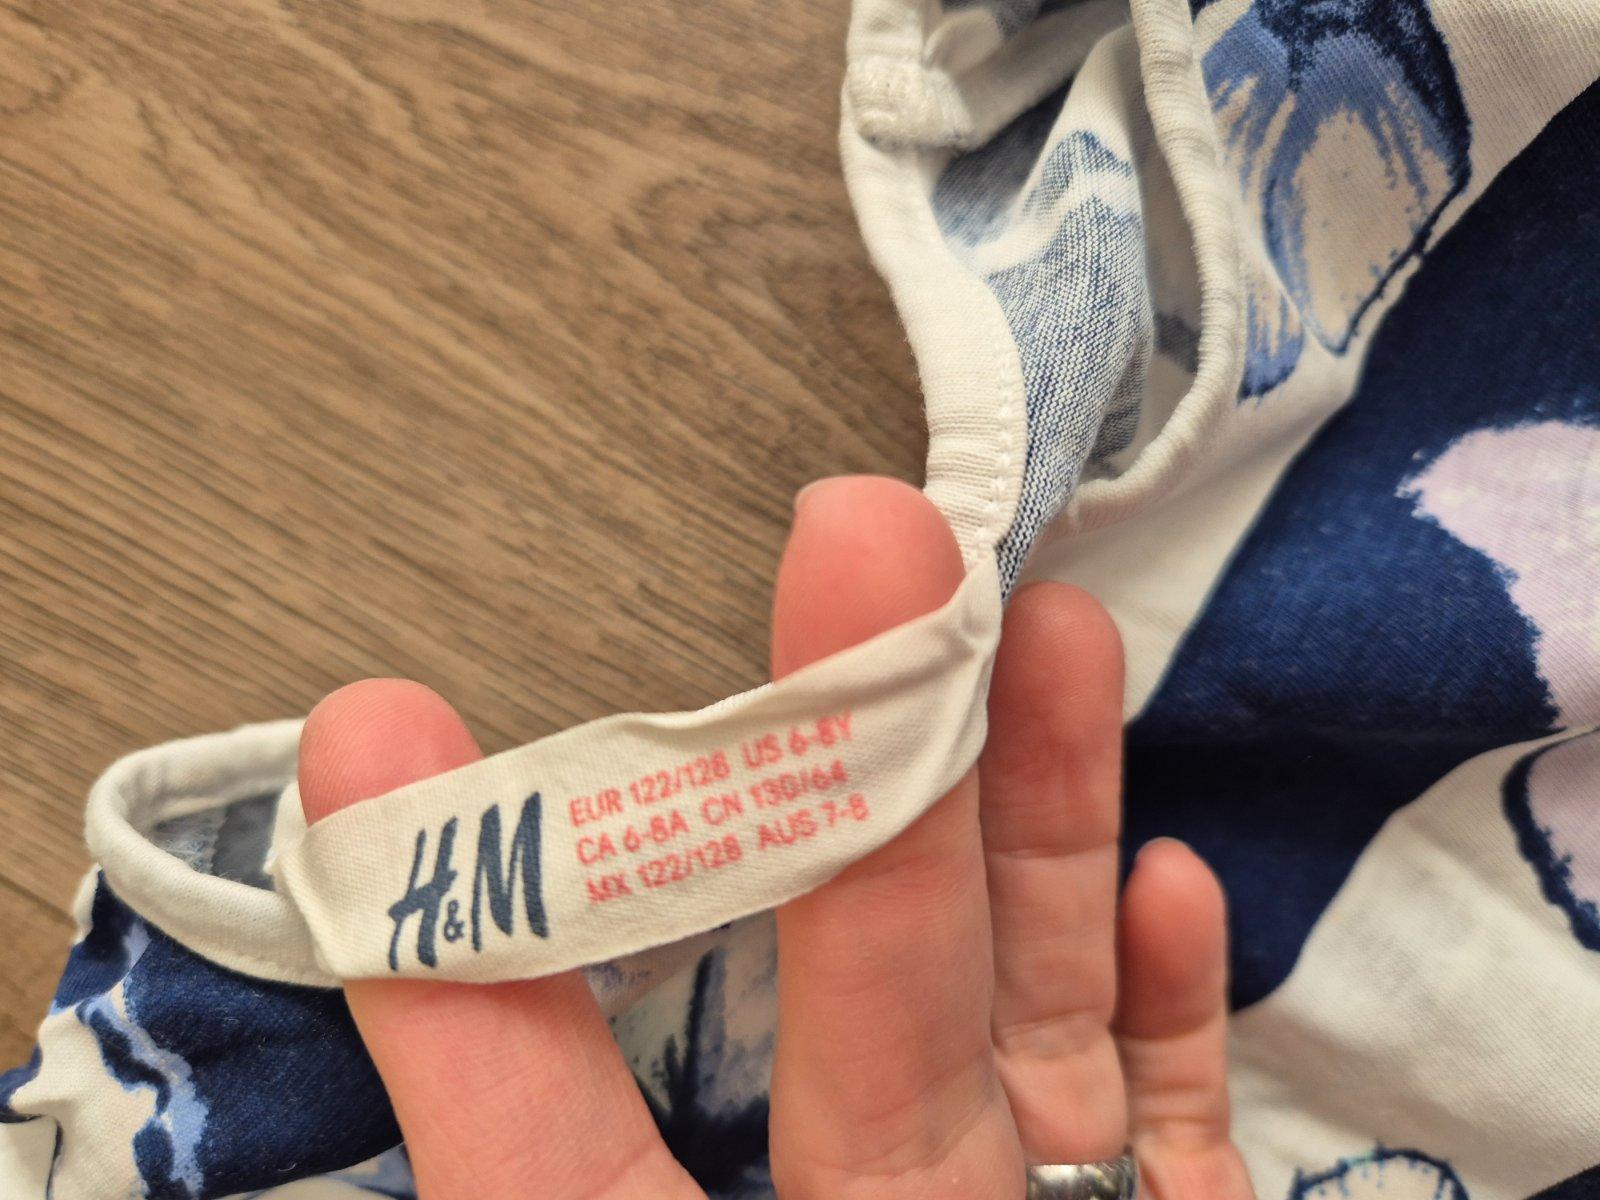 H&M
EUR 122/128 US 6-8Y
CA 6-8A CN 130/64
MX 122/128 AUS 7-8